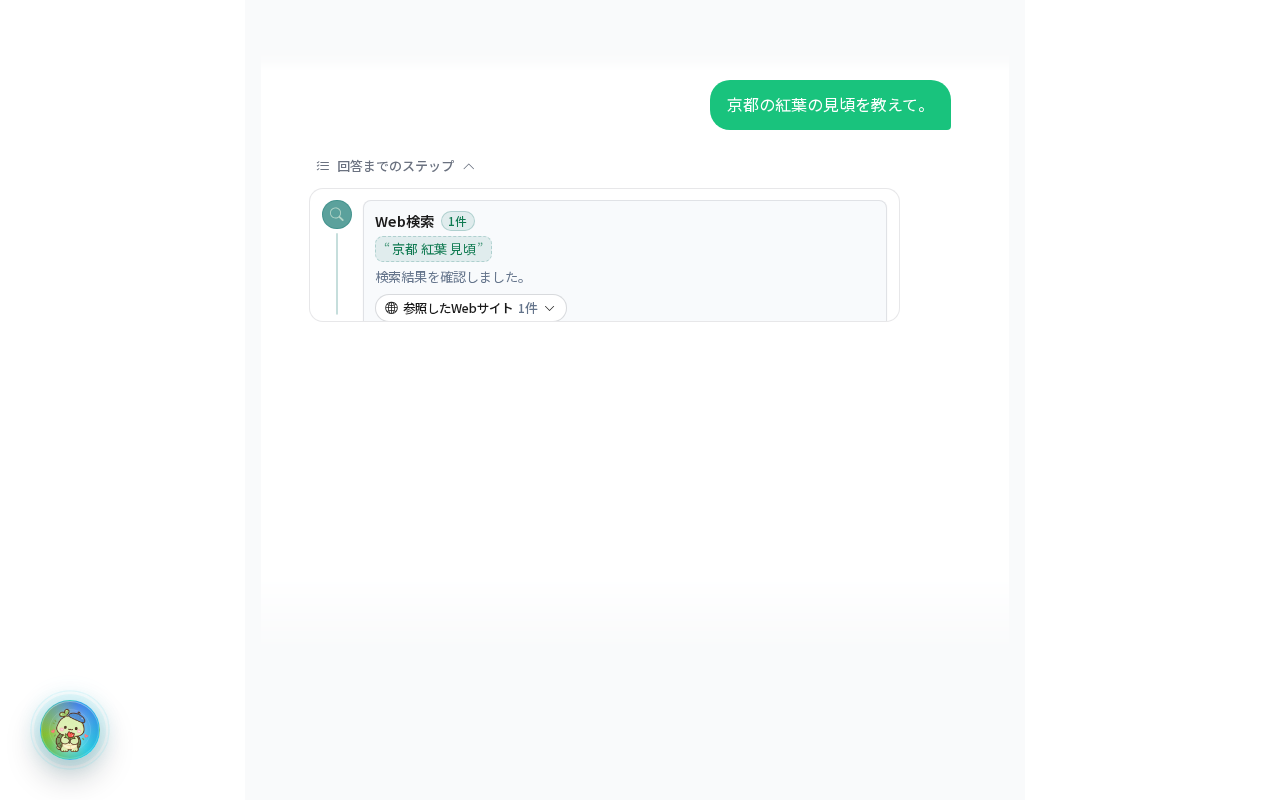 京都の紅葉の見頃を教えて。
回答までのステップ
Web検索 1件
“京都 紅葉 見頃”
検索結果を確認しました。
参照したWebサイト 1件